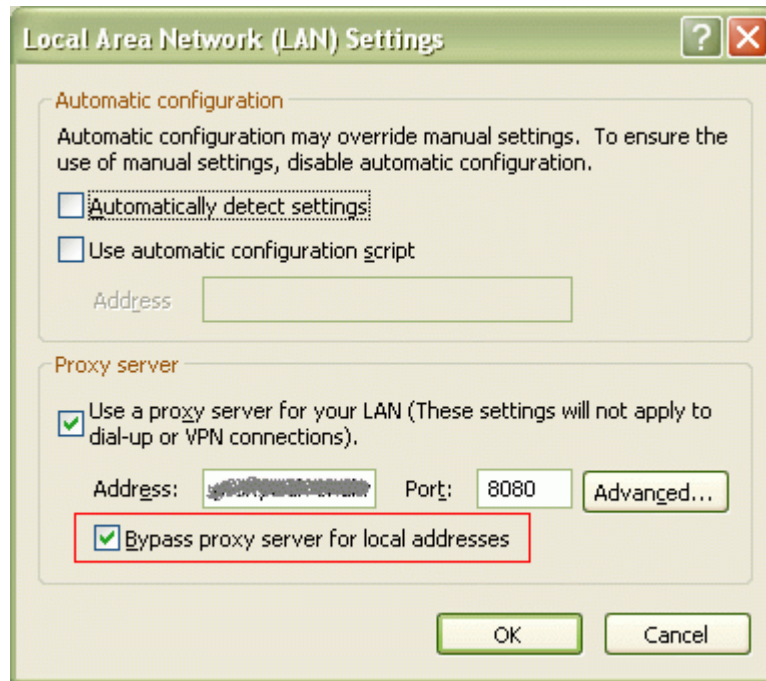 Local Area Network (LAN) Settings
Automatic configuration
Automatic configuration may override manual settings. To ensure the
use of manual settings, disable automatic configuration.
Automatically detect settings
Use automatic configuration script
Address
Proxy server
Use a proxy server for your LAN (These settings will not apply to
dial-up or VPN connections).
Address: Port: 8080 Advanced...
Bypass proxy server for local addresses
OK Cancel